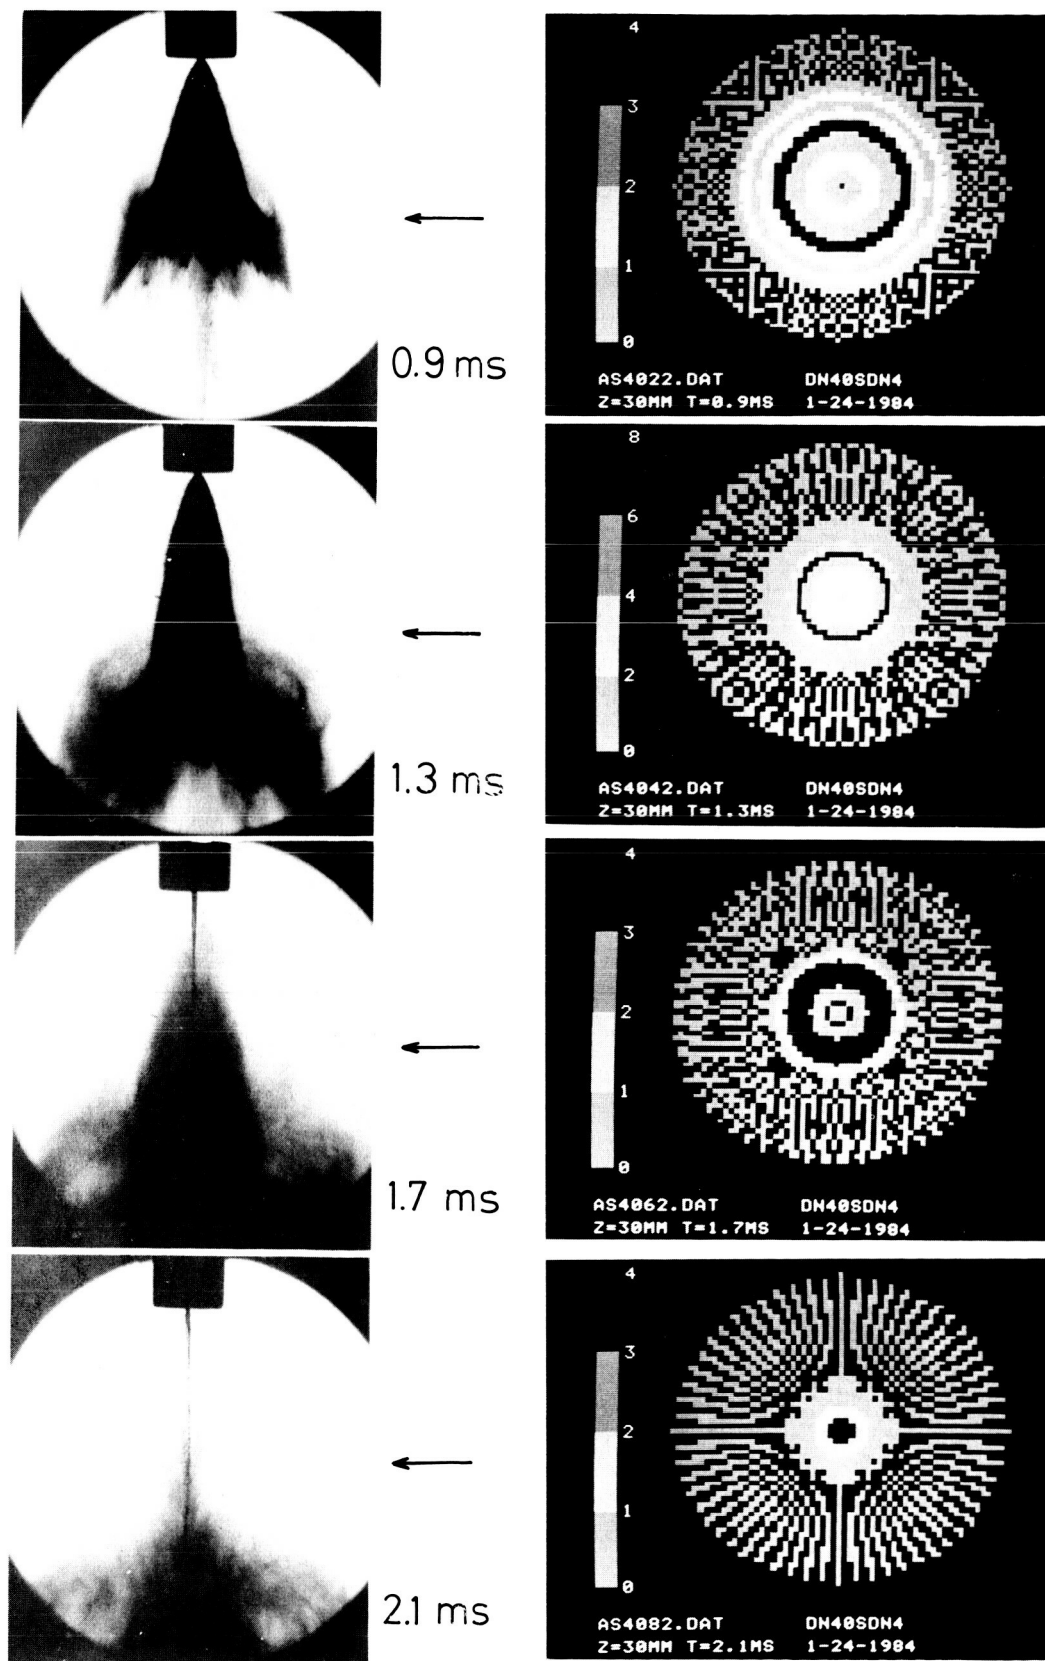 0.9 ms
4
3
2
1
0
AS4022.DAT DN40SDN4
Z=30MM T=0.9MS 1-24-1984
1.3 ms
8
6
4
2
0
AS4042.DAT DN40SDN4
Z=30MM T=1.3MS 1-24-1984
1.7 ms
4
3
2
1
0
AS4062.DAT DN40SDN4
Z=30MM T=1.7MS 1-24-1984
2.1 ms
4
3
2
1
0
AS4082.DAT DN40SDN4
Z=30MM T=2.1MS 1-24-1984